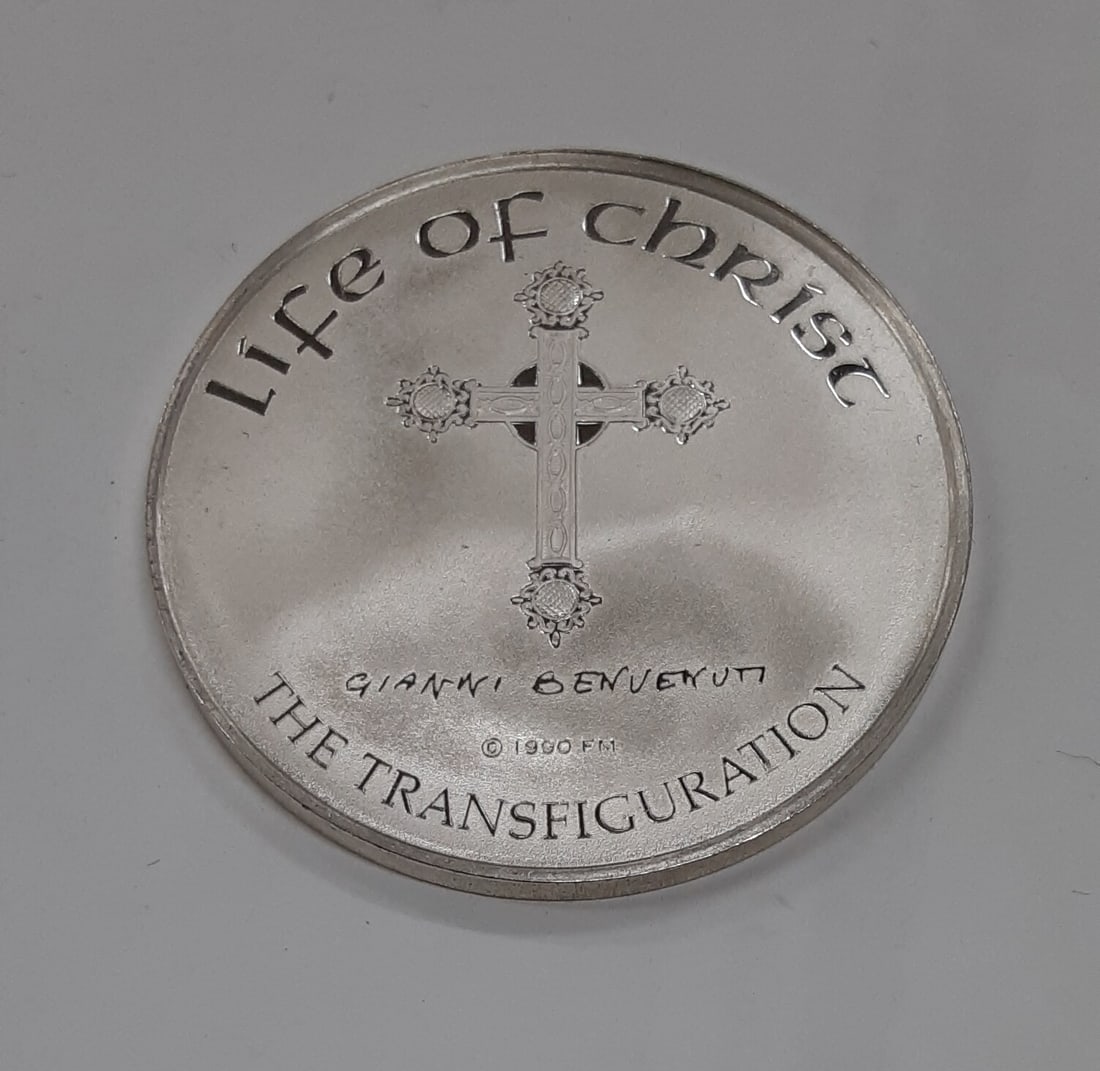 Life of Christ
GIANNI BENVENUTI
© 1990 FM
THE TRANSFIGURATION